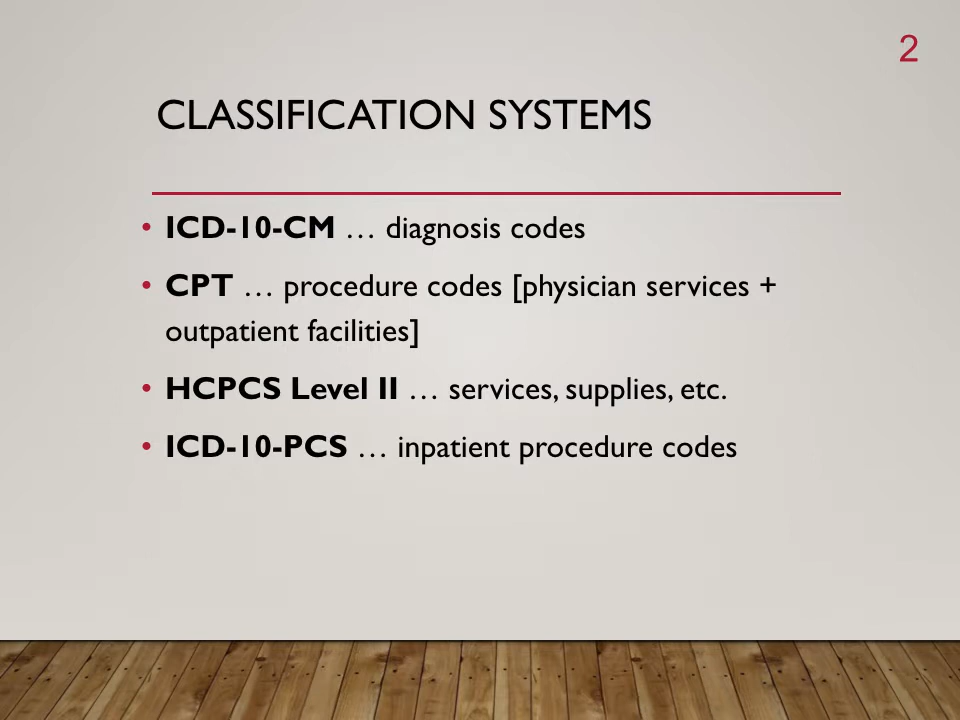 2
CLASSIFICATION SYSTEMS
• ICD-10-CM … diagnosis codes
• CPT … procedure codes [physician services +
outpatient facilities]
• HCPCS Level II … services, supplies, etc.
• ICD-10-PCS … inpatient procedure codes